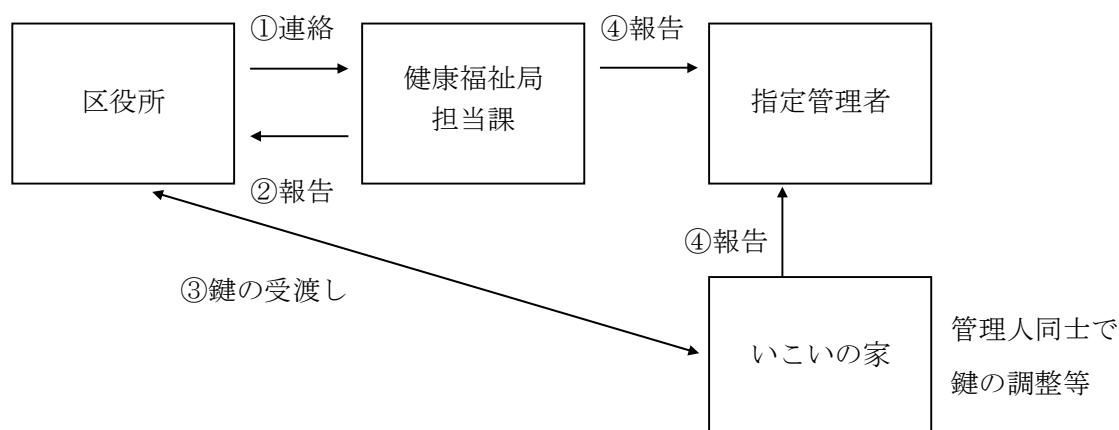 ①連絡
④報告
区役所
健康福祉局
担当課
指定管理者
②報告
④報告
③鍵の受渡し
いこいの家
管理人同士で
鍵の調整等